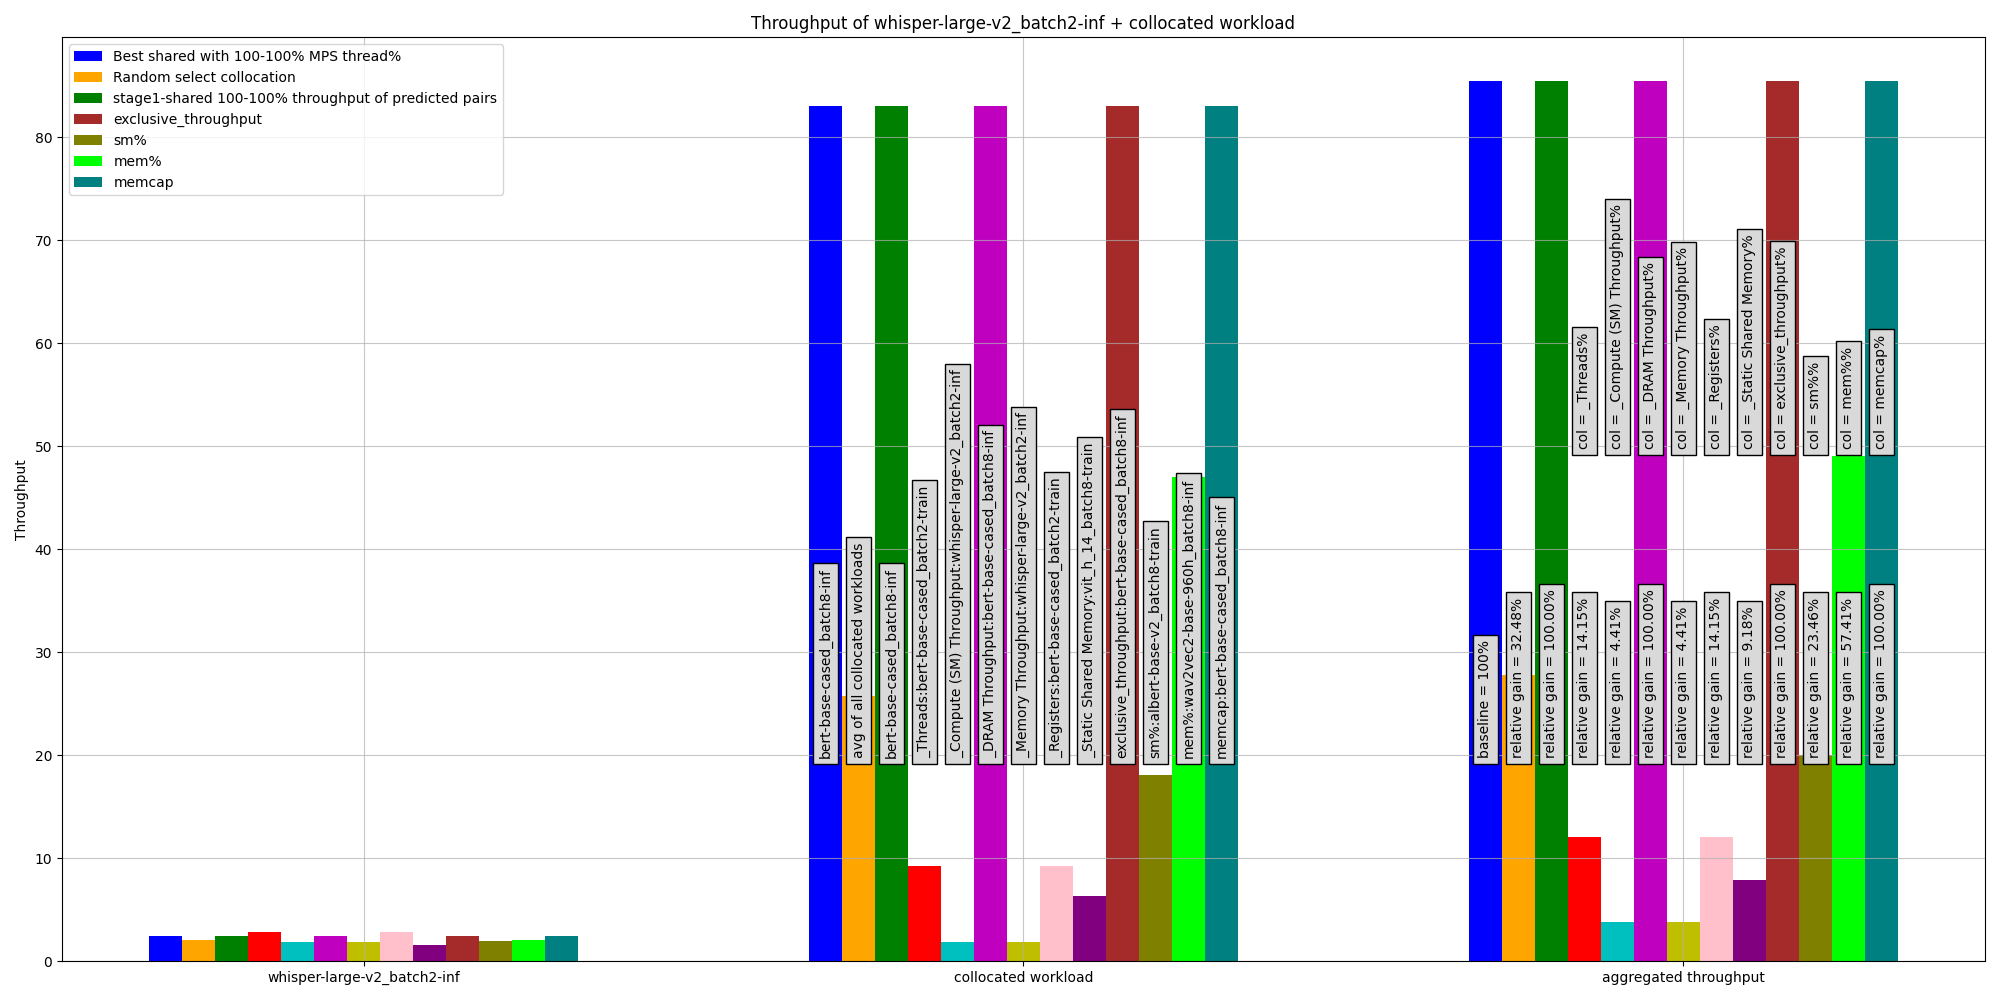 Throughput of whisper-large-v2_batch2-inf + collocated workload
Best shared with 100-100% MPS thread%
Random select collocation
stage1-shared 100-100% throughput of predicted pairs
exclusive_throughput
sm%
mem%
memcap
Throughput
80
70
60
50
40
30
20
10
0
bert-base-cased_batch8-inf
avg of all collocated workloads
bert-base-cased_batch8-inf
_Threads:bert-base-cased_batch2-train
_Compute (SM) Throughput:whisper-large-v2_batch2-inf
_DRAM Throughput:bert-base-cased_batch8-inf
_Memory Throughput:whisper-large-v2_batch2-inf
_Registers:bert-base-cased_batch2-train
_Static Shared Memory:vit_h_14_batch8-train
exclusive_throughput:bert-base-cased_batch8-inf
sm%:albert-base-v2_batch8-train
mem%:wav2vec2-base-960h_batch8-inf
memcap:bert-base-cased_batch8-inf
col = _Threads%
col = _Compute (SM) Throughput%
col = _DRAM Throughput%
col = _Memory Throughput%
col = _Registers%
col = _Static Shared Memory%
col = exclusive_throughput%
col = sm%%
col = mem%%
col = memcap%
baseline = 100%
relative gain = 32.48%
relative gain = 100.00%
relative gain = 14.15%
relative gain = 4.41%
relative gain = 100.00%
relative gain = 4.41%
relative gain = 14.15%
relative gain = 9.18%
relative gain = 100.00%
relative gain = 23.46%
relative gain = 57.41%
relative gain = 100.00%
whisper-large-v2_batch2-inf
collocated workload
aggregated throughput